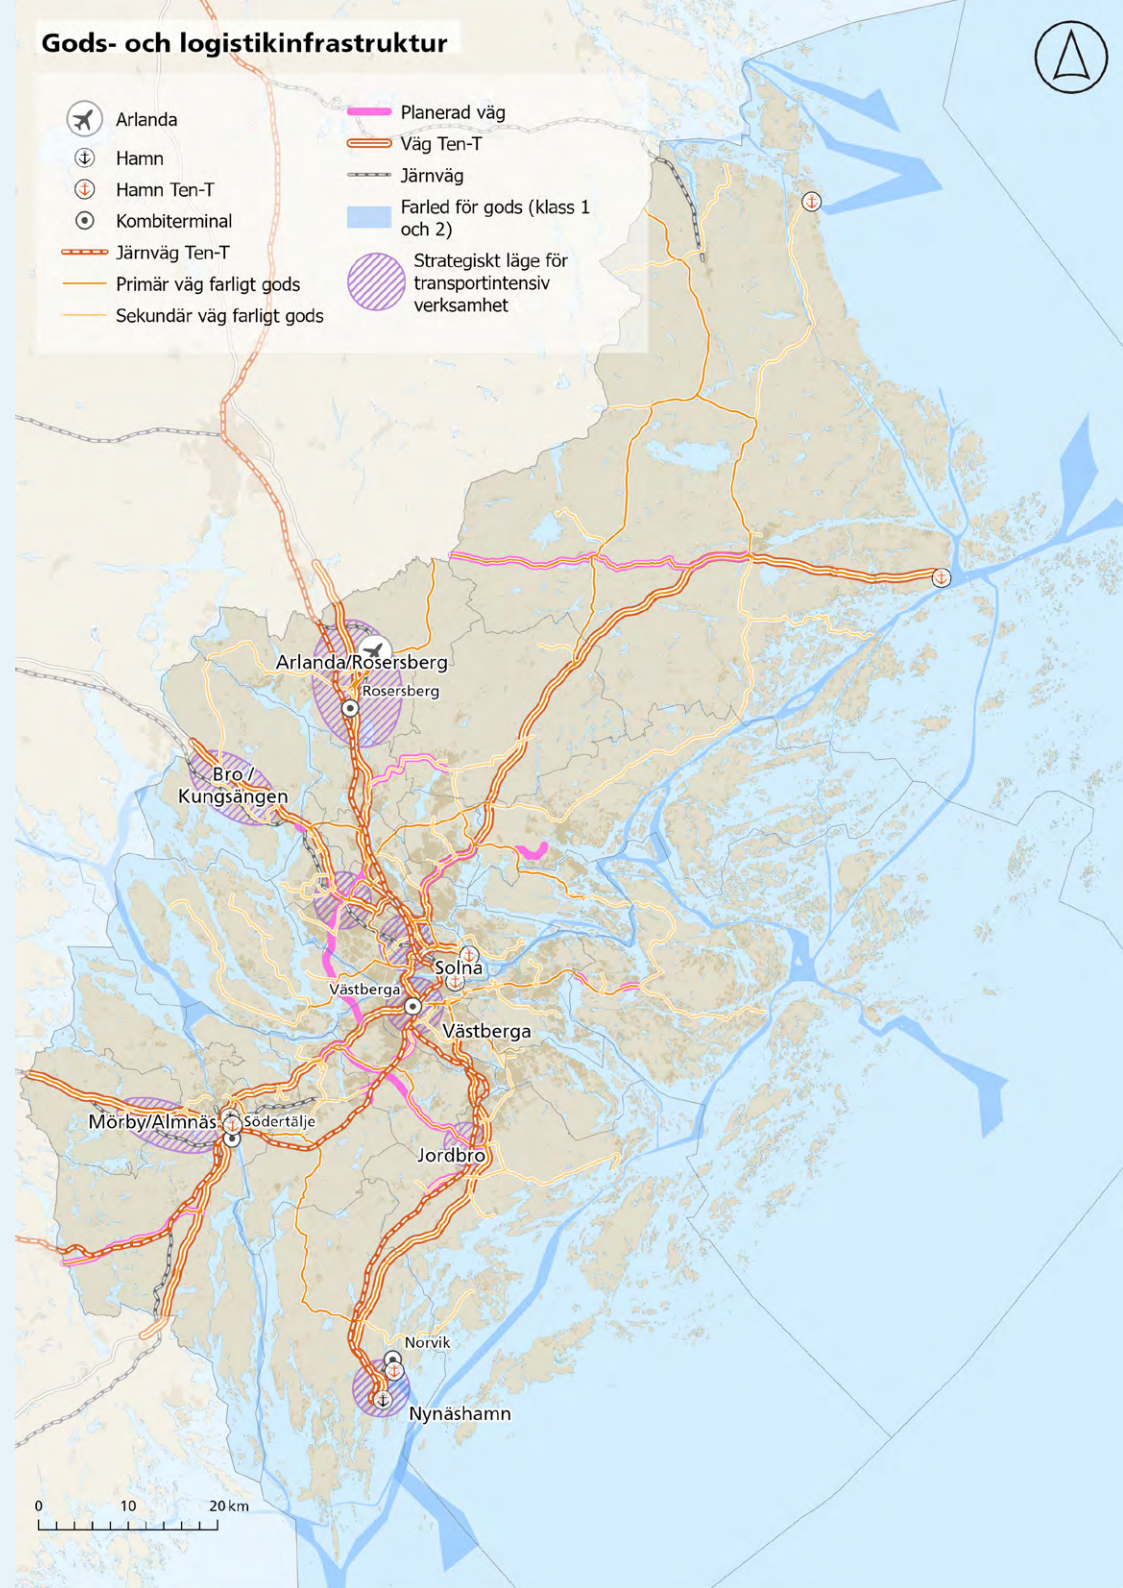 Gods- och logistikinfrastruktur
Arlanda
Hamn
Hamn Ten-T
Kombiterminal
Järnväg Ten-T
Primär väg farligt gods
Sekundär väg farligt gods
Planerad väg
Väg Ten-T
Järnväg
Farled för gods (klass 1
och 2)
Strategiskt läge för
transportintensiv
verksamhet
Arlanda/Rosersberg
Rosersberg
Bro /
Kungsängen
Solna
Västberga
Västberga
Mörby/Almnäs
Södertälje
Jordbro
Norvik
Nynäshamn
0 10 20 km